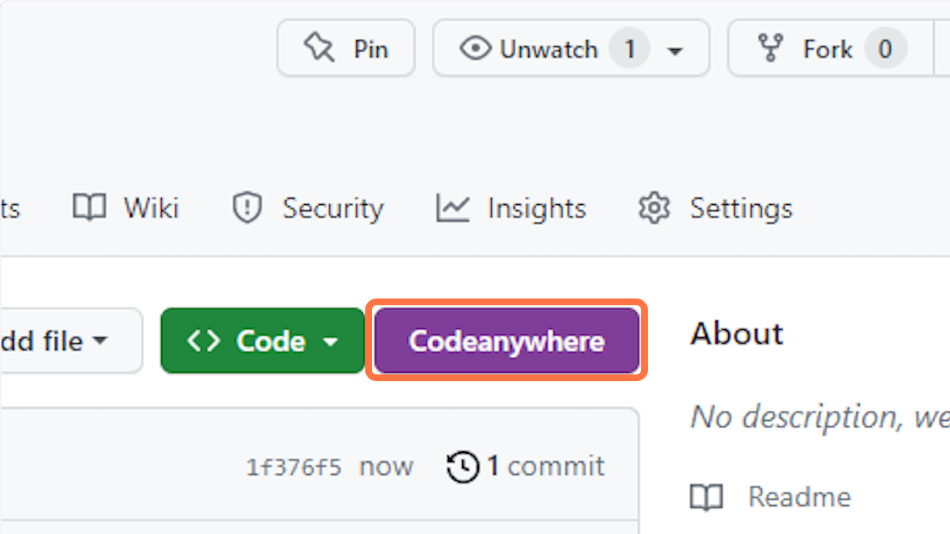 Pin Unwatch 1 Fork 0
ts Wiki Security Insights Settings
dd file Code Codeanywhere About
No description, we
1f376f5 now 1 commit
Readme